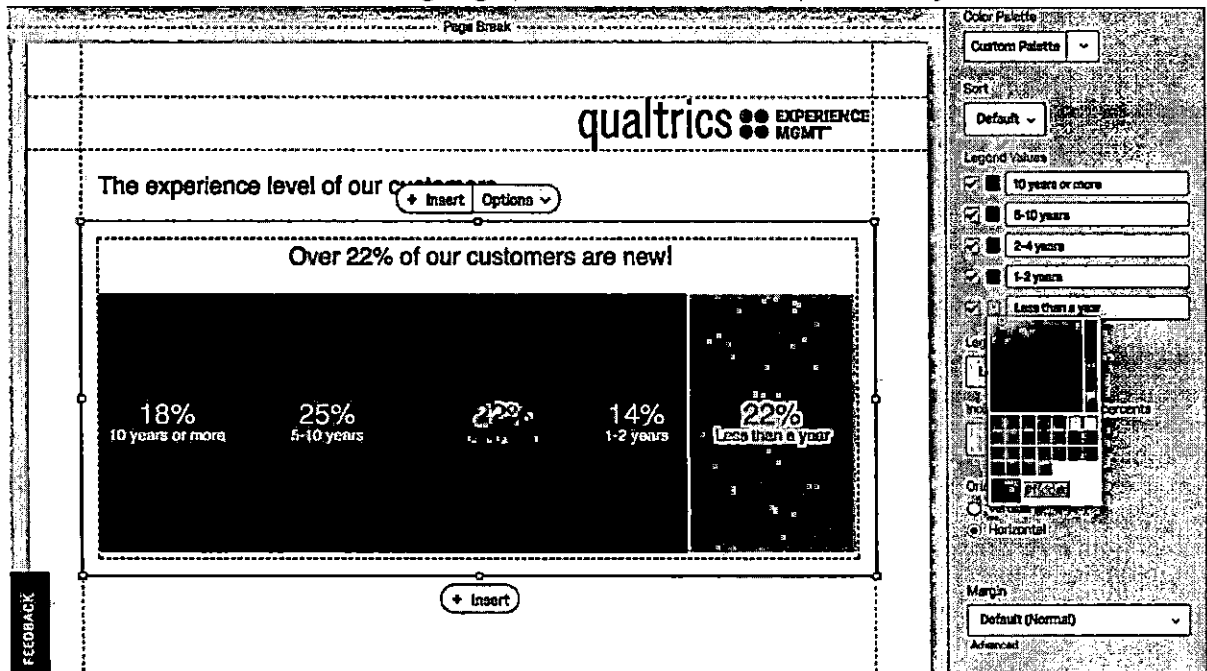 Page Break
qualtrics EXPERIENCE MGMT
The experience level of our customers
+ Insert Options
Over 22% of our customers are new!
18%
10 years or more
25%
5-10 years
14%
1-2 years
22%
Less than a year
+ Insert
FEEDBACK
Color Palette
Custom Palette
Sort
Default
Legend Values
10 years or more
5-10 years
2-4 years
1-2 years
Less than a year
percents
Horizontal
Margin
Default (Normal)
Advanced